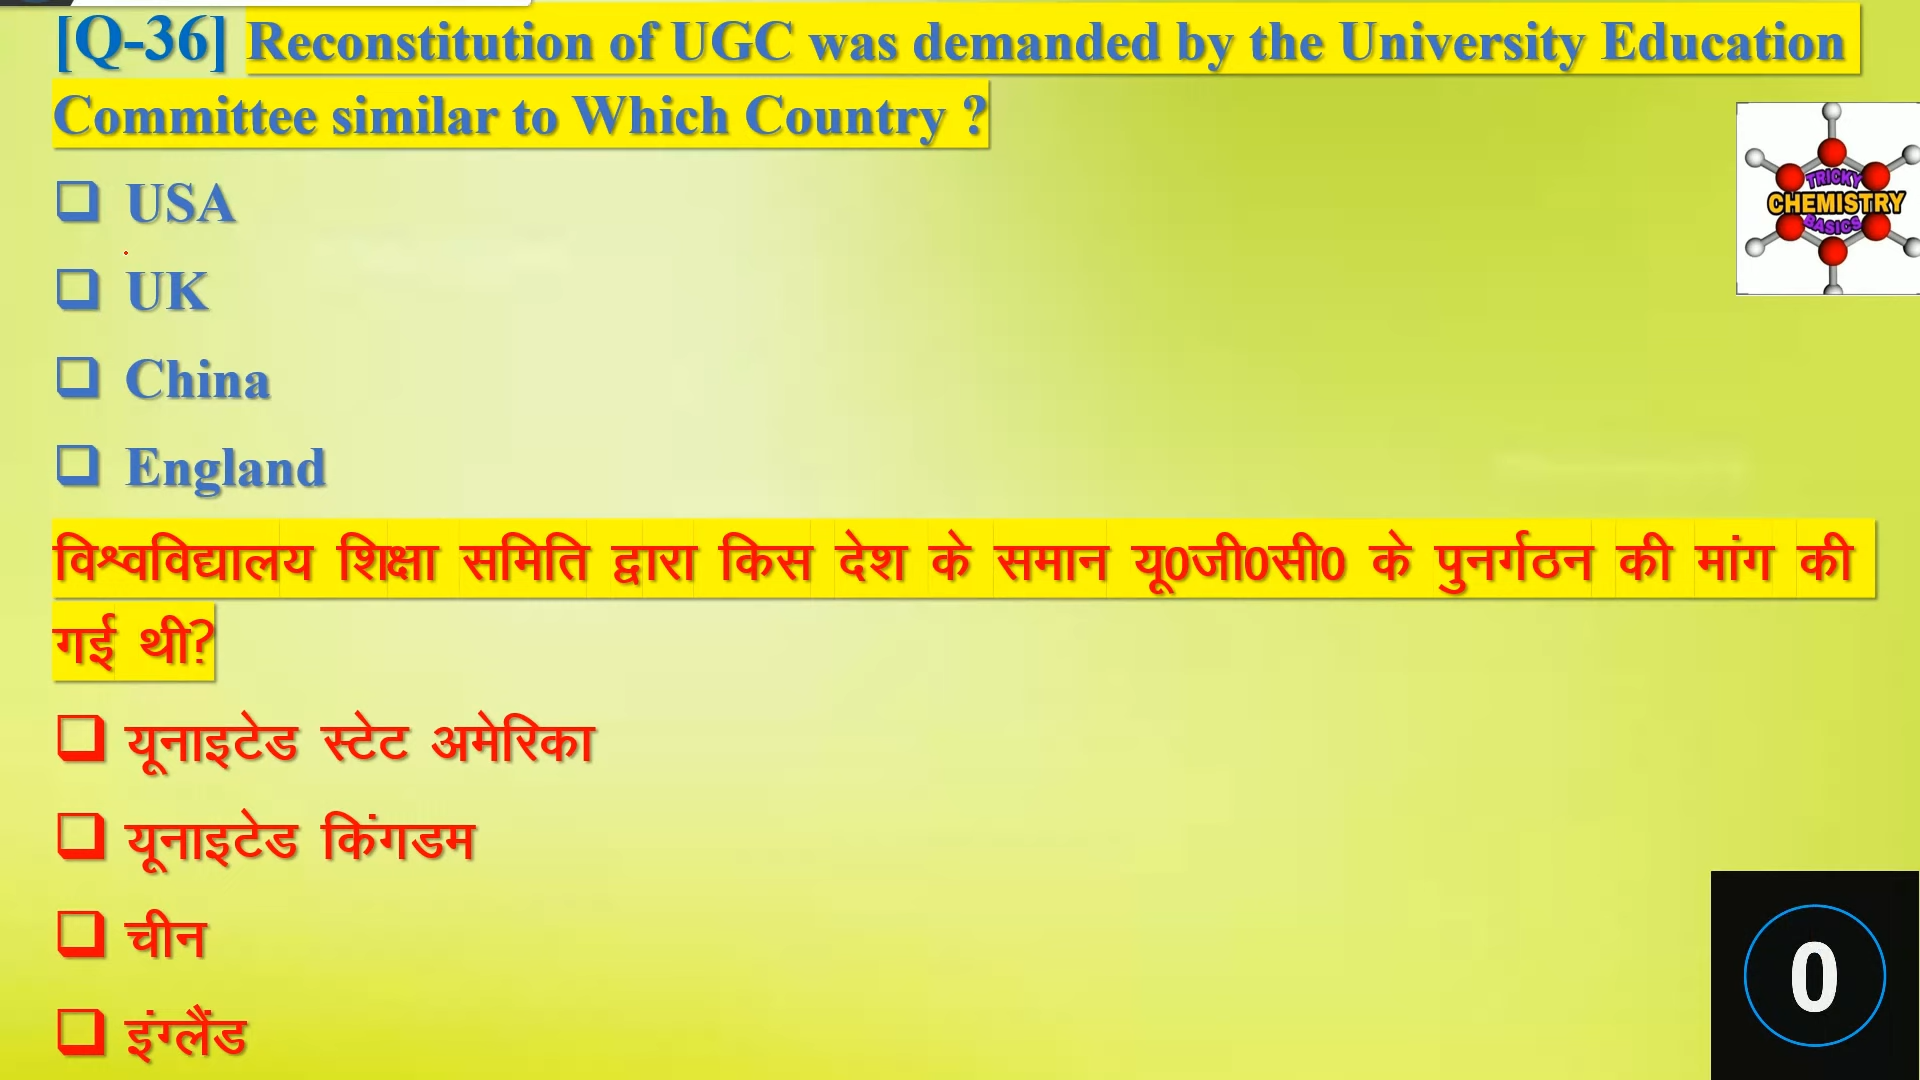 [Q-36] Reconstitution of UGC was demanded by the University Education
Committee similar to Which Country ?
USA
UK
China
England
विश्वविद्यालय शिक्षा समिति द्वारा किस देश के समान यू0जी0सी0 के पुनर्गठन की मांग की
गई थी?
यूनाइटेड स्टेट अमेरिका
यूनाइटेड किंगडम
चीन
इंग्लैंड
TRICKY
CHEMISTRY
BASICS
0